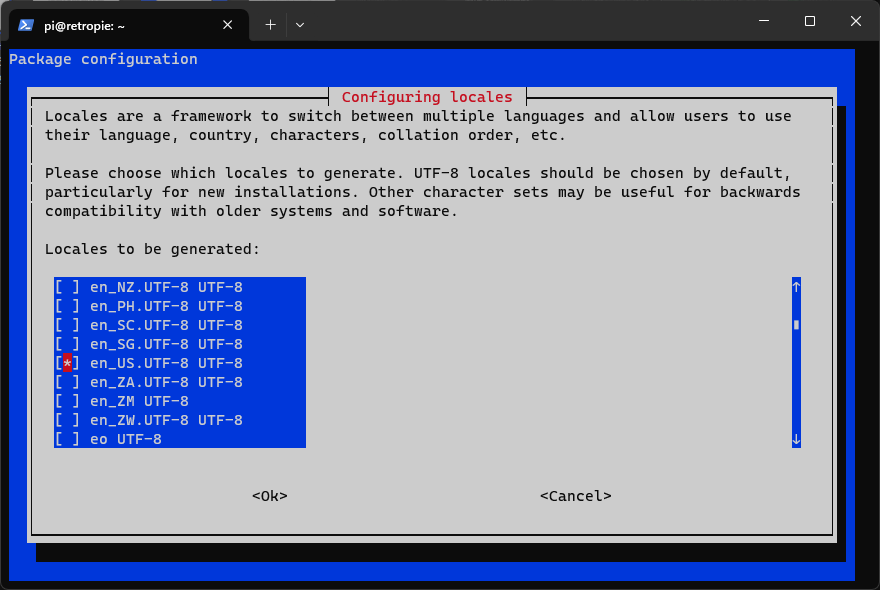 pi@retropie: ~
Package configuration
Configuring locales
Locales are a framework to switch between multiple languages and allow users to use
their language, country, characters, collation order, etc.
Please choose which locales to generate. UTF-8 locales should be chosen by default,
particularly for new installations. Other character sets may be useful for backwards
compatibility with older systems and software.
Locales to be generated:
[ ] en_NZ.UTF-8 UTF-8
[ ] en_PH.UTF-8 UTF-8
[ ] en_SC.UTF-8 UTF-8
[ ] en_SG.UTF-8 UTF-8
[*] en_US.UTF-8 UTF-8
[ ] en_ZA.UTF-8 UTF-8
[ ] en_ZM UTF-8
[ ] en_ZW.UTF-8 UTF-8
[ ] eo UTF-8
<Ok> <Cancel>